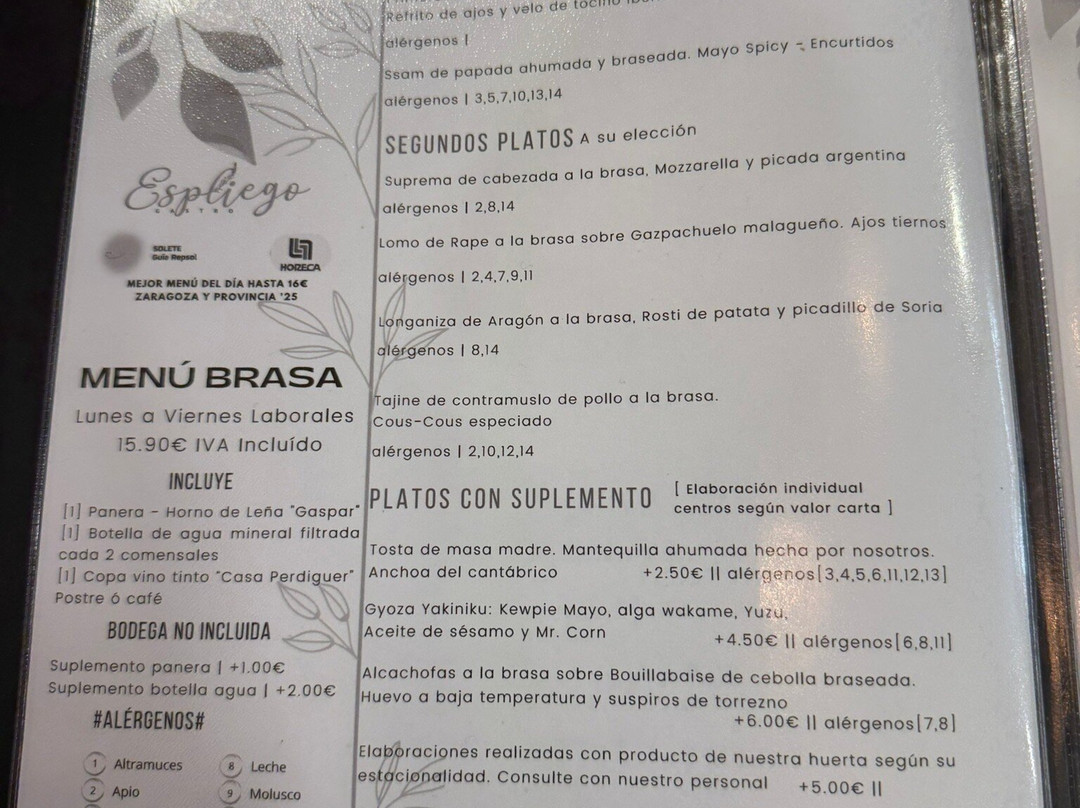 Espliego
GASTRO
SOLETE
Guía Repsol
HORECA
MEJOR MENÚ DEL DÍA HASTA 16€
ZARAGOZA Y PROVINCIA '25
MENÚ BRASA
Lunes a Viernes Laborales
15.90€ IVA Incluído
INCLUYE
[1] Panera - Horno de Leña "Gaspar"
[1] Botella de agua mineral filtrada
cada 2 comensales
[1] Copa vino tinto "Casa Perdiguer"
Postre ó café
BODEGA NO INCLUIDA
Suplemento panera | +1.00€
Suplemento botella agua | +2.00€
#ALÉRGENOS#
1 Altramuces
2 Apio
8 Leche
9 Molusco
Refrito de ajos y velo de tocino
alérgenos |
Ssam de papada ahumada y braseada. Mayo Spicy - Encurtidos
alérgenos | 3,5,7,10,13,14
SEGUNDOS PLATOS A su elección
Suprema de cabezada a la brasa, Mozzarella y picada argentina
alérgenos | 2,8,14
Lomo de Rape a la brasa sobre Gazpachuelo malagueño. Ajos tiernos
alérgenos | 2,4,7,9,11
Longaniza de Aragón a la brasa, Rosti de patata y picadillo de Soria
alérgenos | 8,14
Tajine de contramuslo de pollo a la brasa.
Cous-Cous especiado
alérgenos | 2,10,12,14
PLATOS CON SUPLEMENTO [ Elaboración individual
centros según valor carta ]
Tosta de masa madre. Mantequilla ahumada hecha por nosotros.
Anchoa del cantábrico +2.50€ || alérgenos[3,4,5,6,11,12,13]
Gyoza Yakiniku: Kewpie Mayo, alga wakame, Yuzu,
Aceite de sésamo y Mr. Corn +4.50€ || alérgenos[6,8,11]
Alcachofas a la brasa sobre Bouillabaise de cebolla braseada.
Huevo a baja temperatura y suspiros de torrezno
+6.00€ || alérgenos[7,8]
Elaboraciones realizadas con producto de nuestra huerta según su
estacionalidad. Consulte con nuestro personal +5.00€ ||